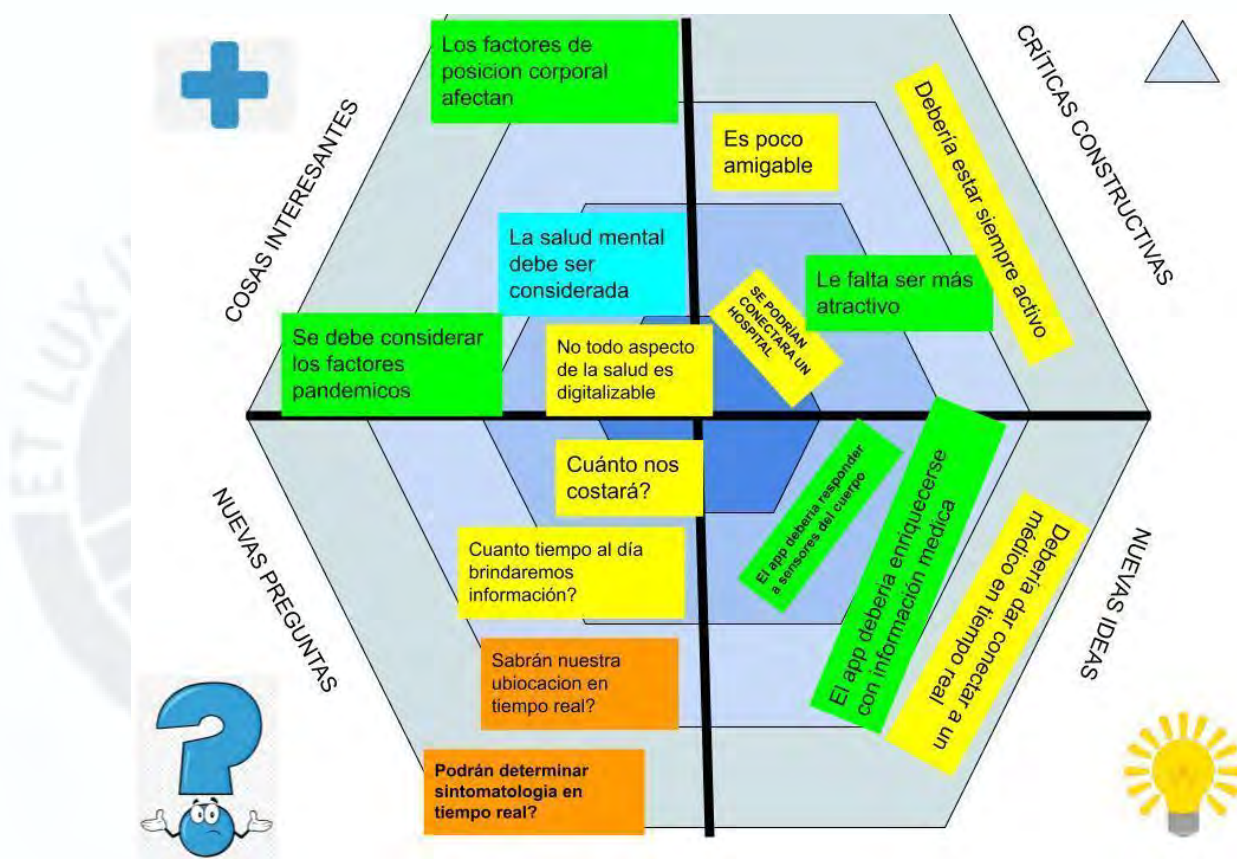 COSAS INTERESANTES
Los factores de
posicion corporal
afectan
La salud mental
debe ser
considerada
Se debe considerar
los factores
pandemicos
No todo aspecto
de la salud es
digitalizable
CRÍTICAS CONSTRUCTIVAS
Es poco
amigable
Debería estar siempre activo
Le falta ser más
atractivo
SE PODRÍAN
CONECTARA UN
HOSPITAL
NUEVAS PREGUNTAS
Cuánto nos
costará?
Cuanto tiempo al día
brindaremos
información?
Sabrán nuestra
ubiocacion en
tiempo real?
Podrán determinar
sintomatologia en
tiempo real?
NUEVAS IDEAS
El app deberia responder
a sensores del cuerpo
El app debería enriquecerse
con información medica
Debería dar conectar a un
médico en tiempo real
ET LUX